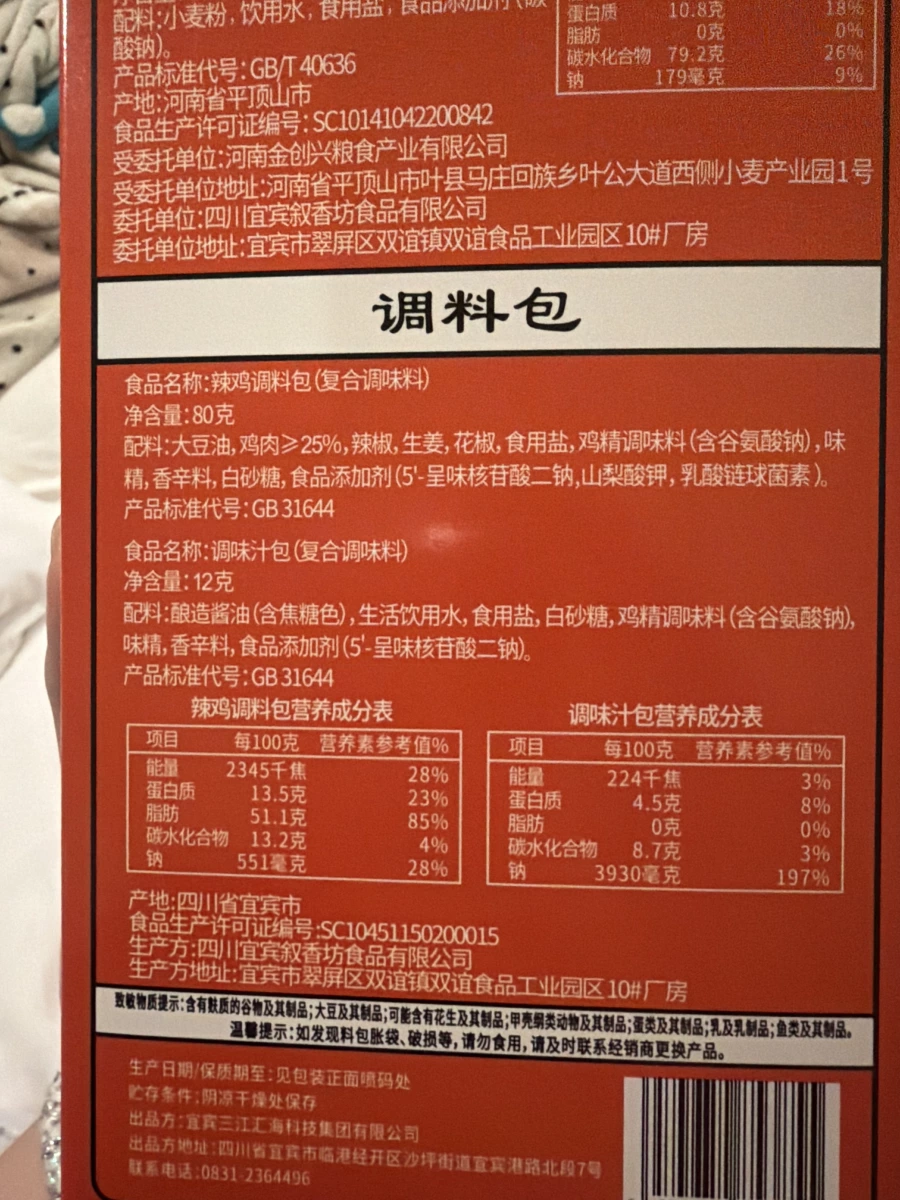 配料:小麦粉,饮用水,食用盐,食品添加剂(碳
酸钠)。
产品标准代号:GB/T 40636
产地:河南省平顶山市
食品生产许可证编号:SC10141042200842
受委托单位:河南金创兴粮食产业有限公司
受委托单位地址:河南省平顶山市叶县马庄回族乡叶公大道西侧小麦产业园1号
委托单位:四川宜宾叙香坊食品有限公司
委托单位地址:宜宾市翠屏区双谊镇双谊食品工业园区10#厂房
蛋白质 10.8克 18%
脂肪 0克 0%
碳水化合物 79.2克 26%
钠 179毫克 9%
调料包
食品名称:辣鸡调料包(复合调味料)
净含量:80克
配料:大豆油,鸡肉≥25%,辣椒,生姜,花椒,食用盐,鸡精调味料(含谷氨酸钠),味
精,香辛料,白砂糖,食品添加剂(5'-呈味核苷酸二钠,山梨酸钾,乳酸链球菌素)。
产品标准代号:GB 31644
食品名称:调味汁包(复合调味料)
净含量:12克
配料:酿造酱油(含焦糖色),生活饮用水,食用盐,白砂糖,鸡精调味料(含谷氨酸钠),
味精,香辛料,食品添加剂(5'-呈味核苷酸二钠)。
产品标准代号:GB 31644
辣鸡调料包营养成分表
项目 每100克 营养素参考值%
能量 2345千焦 28%
蛋白质 13.5克 23%
脂肪 51.1克 85%
碳水化合物 13.2克 4%
钠 551毫克 28%
调味汁包营养成分表
项目 每100克 营养素参考值%
能量 224千焦 3%
蛋白质 4.5克 8%
脂肪 0克 0%
碳水化合物 8.7克 3%
钠 3930毫克 197%
产地:四川省宜宾市
食品生产许可证编号:SC10451150200015
生产方:四川宜宾叙香坊食品有限公司
生产方地址:宜宾市翠屏区双谊镇双谊食品工业园区10#厂房
致敏物质提示:含有麸质的谷物及其制品;大豆及其制品;可能含有花生及其制品;甲壳纲类动物及其制品;蛋类及其制品;乳及乳制品;鱼类及其制品。
温馨提示:如发现料包胀袋、破损等,请勿食用,请及时联系经销商更换产品。
生产日期/保质期至:见包装正面喷码处
贮存条件:阴凉干燥处保存
出品方:宜宾三江汇海科技集团有限公司
出品方地址:四川省宜宾市临港经开区沙坪街道宜宾港路北段7号
联系电话:0831-2364496